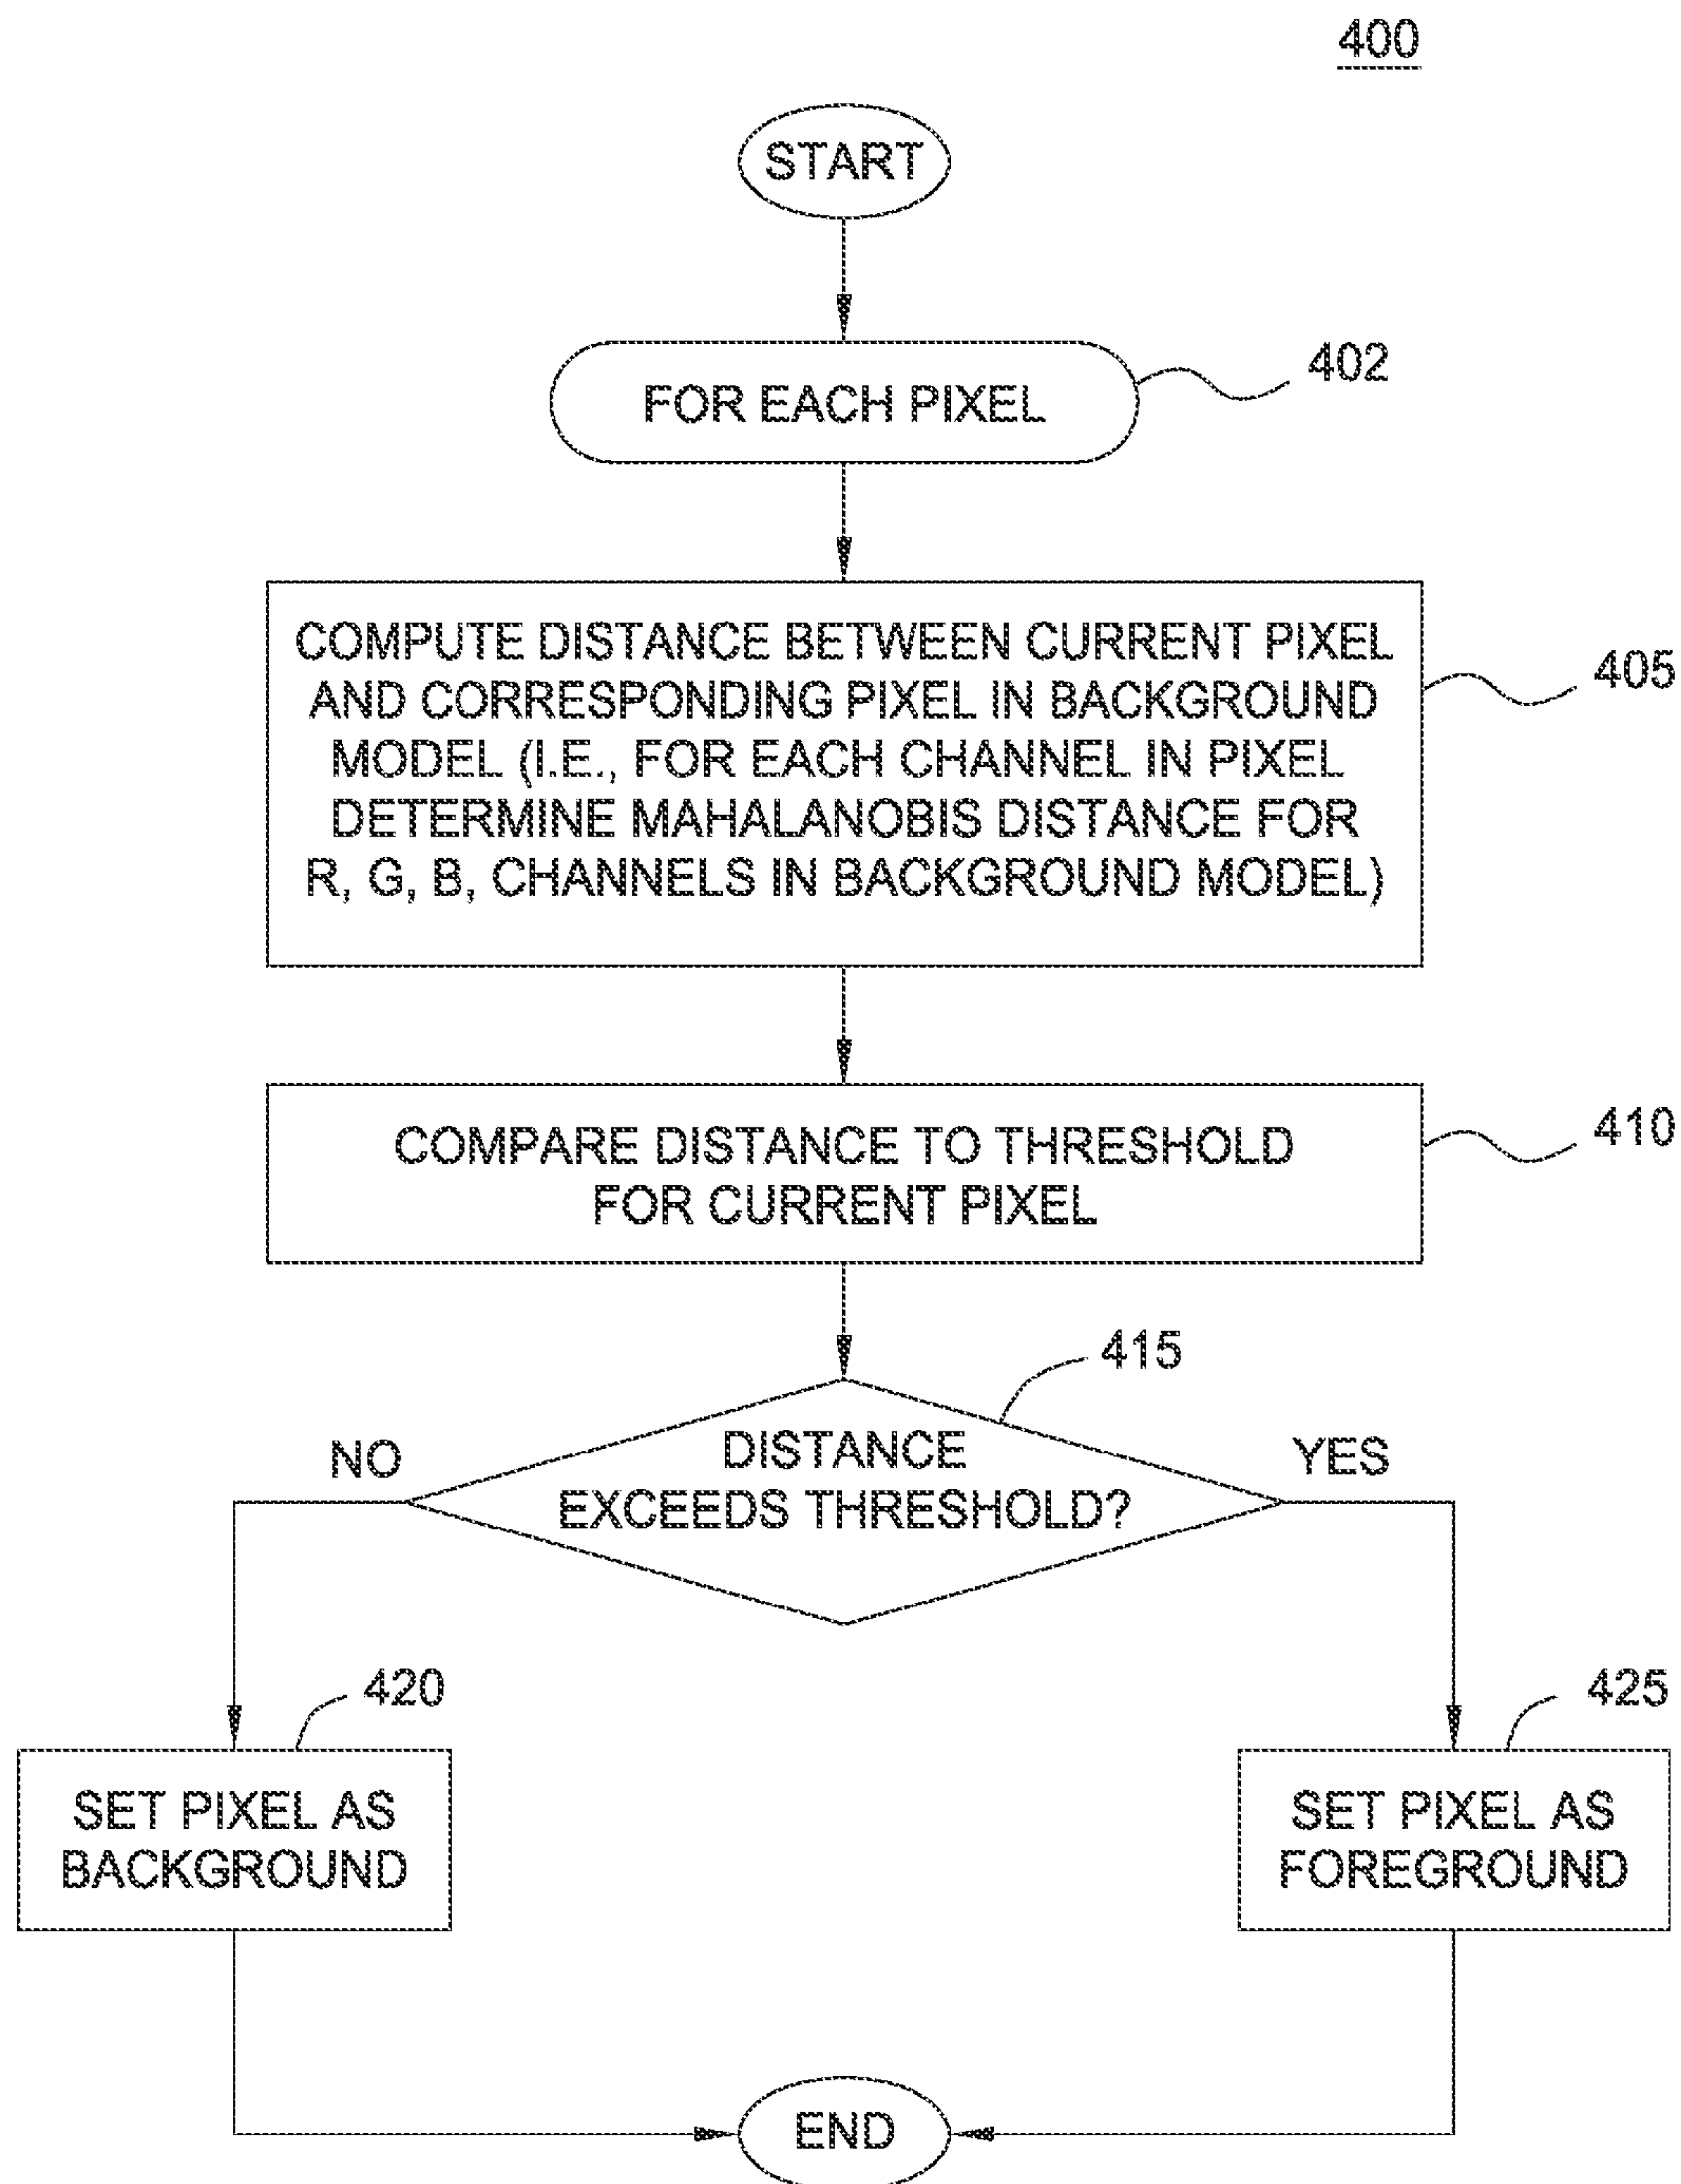 400
START
FOR EACH PIXEL
402
COMPUTE DISTANCE BETWEEN CURRENT PIXEL
AND CORRESPONDING PIXEL IN BACKGROUND
MODEL (I.E., FOR EACH CHANNEL IN PIXEL
DETERMINE MAHALANOBIS DISTANCE FOR
R, G, B, CHANNELS IN BACKGROUND MODEL)
405
COMPARE DISTANCE TO THRESHOLD
FOR CURRENT PIXEL
410
415
NO
DISTANCE
EXCEEDS THRESHOLD?
YES
420
SET PIXEL AS
BACKGROUND
425
SET PIXEL AS
FOREGROUND
END